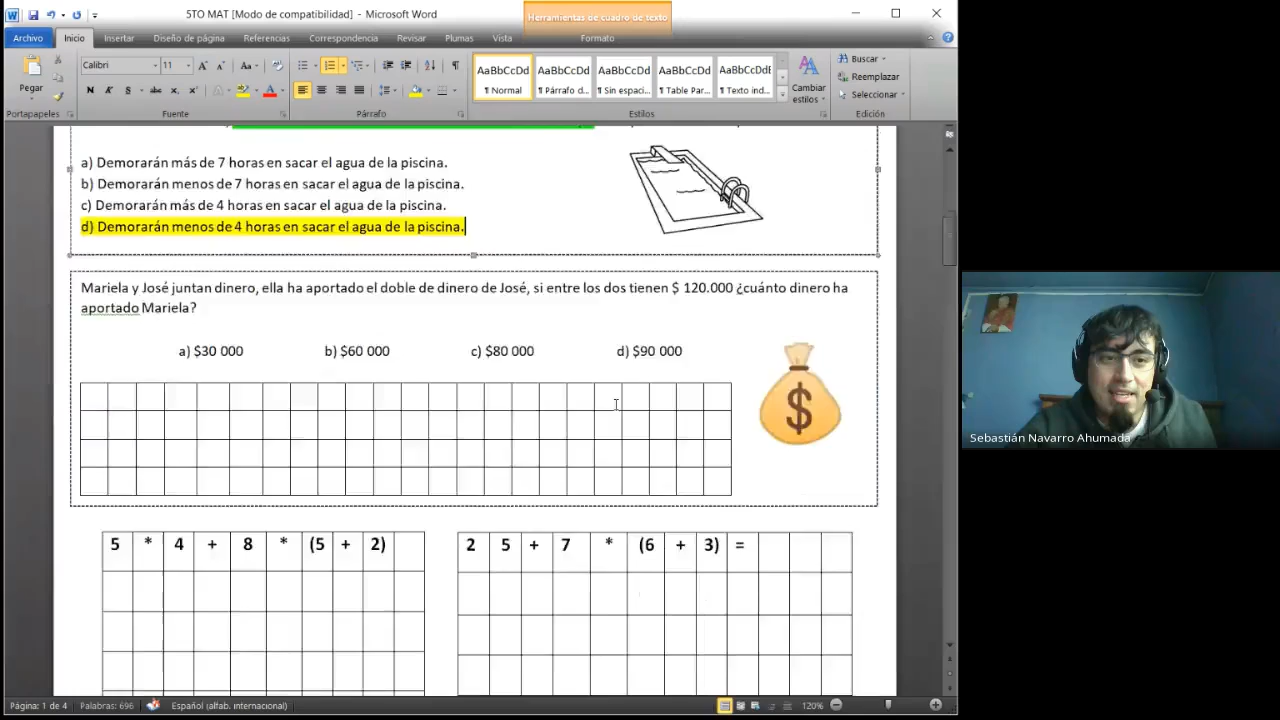 5TO MAT [Modo de compatibilidad] - Microsoft Word
Herramientas de cuadro de texto
Archivo Inicio Insertar Diseño de página Referencias Correspondencia Revisar Plumas Vista Formato
Calibri 11
Pegar
N K S abc x₂ x²
AaBbCcDd AaBbCcDd AaBbCcDd AaBbCcDd AaBbCcDd
¶ Normal ¶ Párrafo d... ¶ Sin espaci... ¶ Table Par... ¶ Texto ind...
Cambiar estilos
Buscar
Reemplazar
Seleccionar
Portapapeles Fuente Párrafo Estilos Edición
a) Demorarán más de 7 horas en sacar el agua de la piscina.
b) Demorarán menos de 7 horas en sacar el agua de la piscina.
c) Demorarán más de 4 horas en sacar el agua de la piscina.
d) Demorarán menos de 4 horas en sacar el agua de la piscina.
Mariela y José juntan dinero, ella ha aportado el doble de dinero de José, si entre los dos tienen $ 120.000 ¿cuánto dinero ha
aportado Mariela?
a) $30 000 b) $60 000 c) $80 000 d) $90 000
$
5 * 4 + 8 * (5 + 2)
2 5 + 7 * (6 + 3) =
Sebastián Navarro Ahumada
Página: 1 de 4 Palabras: 696 Español (alfab. internacional) 120%